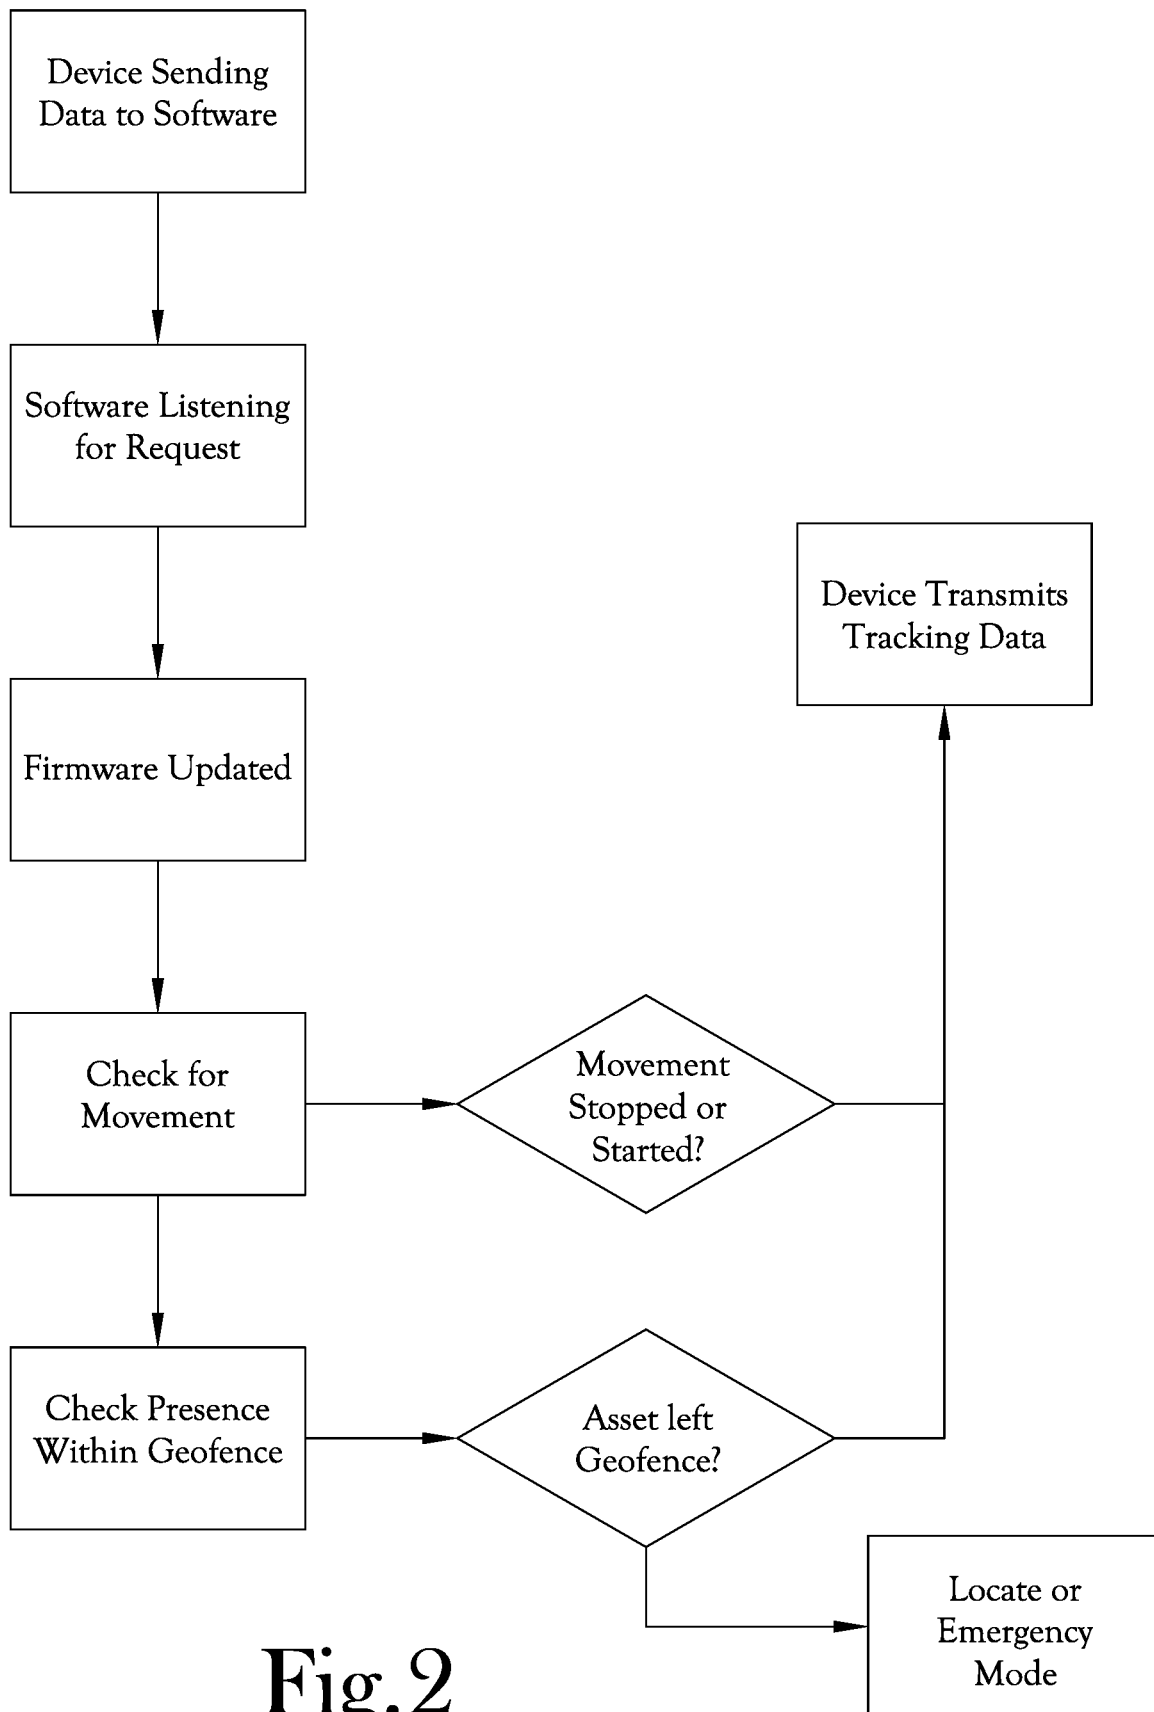 Device Sending
Data to Software
Software Listening
for Request
Device Transmits
Tracking Data
Firmware Updated
Check for
Movement
Movement
Stopped or
Started?
Check Presence
Within Geofence
Asset left
Geofence?
Locate or
Emergency
Mode
Fig.2